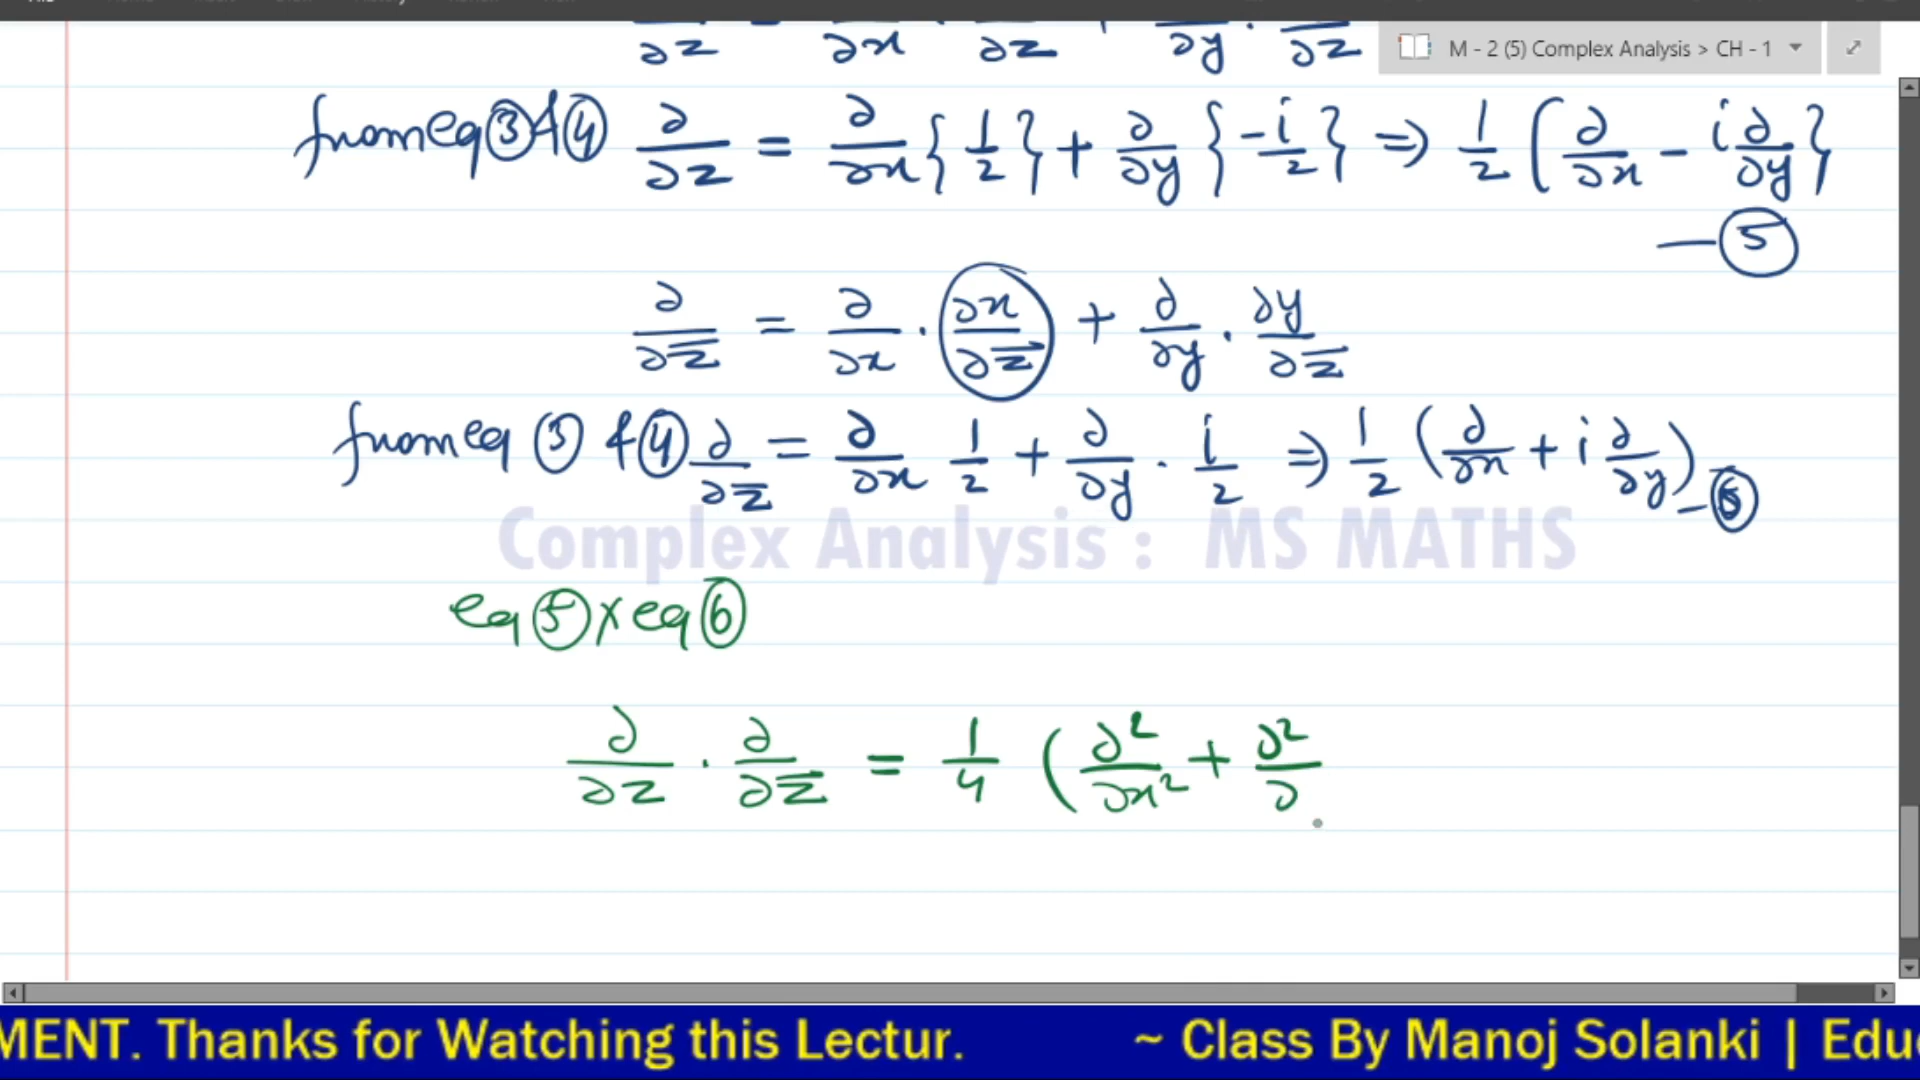 M - 2 (5) Complex Analysis > CH - 1
∂z = ∂x ∂z + ∂y . ∂z
from eq ③ & ④ ∂/∂z = ∂/∂x {1/2} + ∂/∂y {-i/2} ⇒ 1/2 (∂/∂x - i∂/∂y}
— ⑤
∂/∂z̅ = ∂/∂x . ∂x/∂z̅ + ∂/∂y . ∂y/∂z̅
from eq ③ & ④ ∂/∂z̅ = ∂/∂x 1/2 + ∂/∂y . i/2 ⇒ 1/2 (∂/∂x + i ∂/∂y) - ⑥
Complex Analysis : MS MATHS
eq ⑤ x eq ⑥
∂/∂z . ∂/∂z̅ = 1/4 (∂²/∂x² + ∂²/∂
MENT. Thanks for Watching this Lectur. ~ Class By Manoj Solanki | Edu